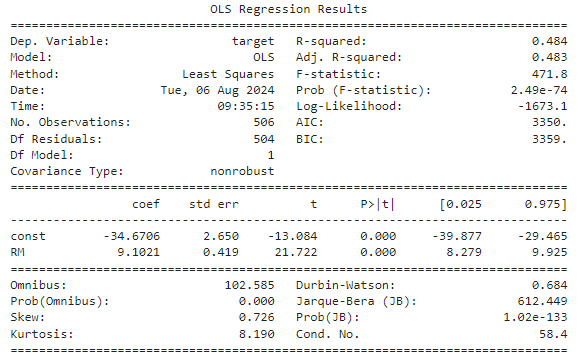 OLS Regression Results
==============================================================================
Dep. Variable: target R-squared: 0.484
Model: OLS Adj. R-squared: 0.483
Method: Least Squares F-statistic: 471.8
Date: Tue, 06 Aug 2024 Prob (F-statistic): 2.49e-74
Time: 09:35:15 Log-Likelihood: -1673.1
No. Observations: 506 AIC: 3350.
Df Residuals: 504 BIC: 3359.
Df Model: 1
Covariance Type: nonrobust
==============================================================================
coef std err t P>|t| [0.025 0.975]
------------------------------------------------------------------------------
const -34.6706 2.650 -13.084 0.000 -39.877 -29.465
RM 9.1021 0.419 21.722 0.000 8.279 9.925
==============================================================================
Omnibus: 102.585 Durbin-Watson: 0.684
Prob(Omnibus): 0.000 Jarque-Bera (JB): 612.449
Skew: 0.726 Prob(JB): 1.02e-133
Kurtosis: 8.190 Cond. No. 58.4
==============================================================================